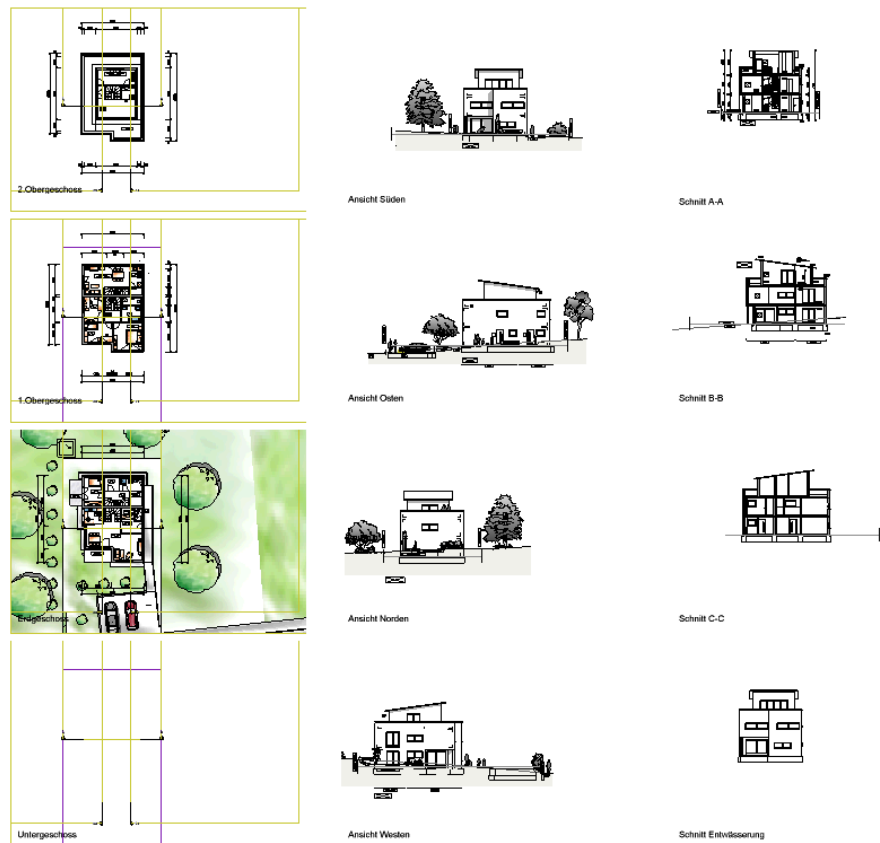 2.Obergeschoss
Ansicht Süden
Schnitt A-A
1.Obergeschoss
Ansicht Osten
Schnitt B-B
Erdgeschoss
Ansicht Norden
Schnitt C-C
Untergeschoss
Ansicht Westen
Schnitt Entwässerung